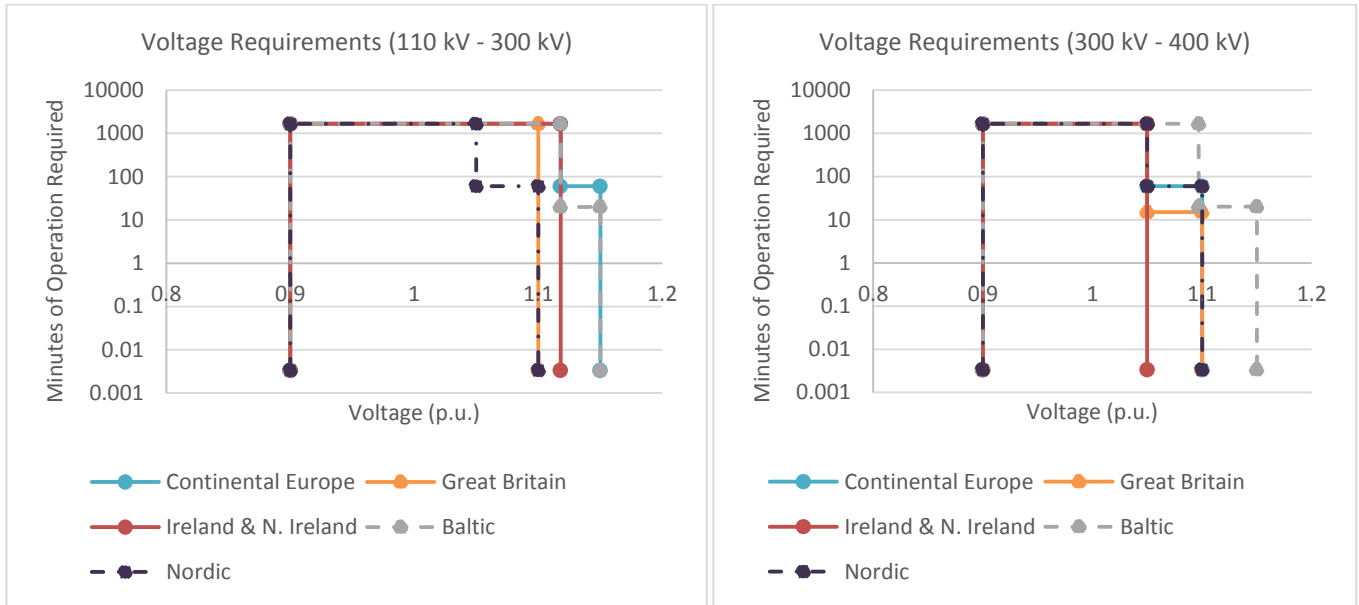 Voltage Requirements (110 kV - 300 kV)
Minutes of Operation Required
10000
1000
100
10
1
0.1
0.01
0.001
0.8
0.9
1
1.1
1.2
Voltage (p.u.)
Continental Europe
Great Britain
Ireland & N. Ireland
Baltic
Nordic
Voltage Requirements (300 kV - 400 kV)
Minutes of Operation Required
10000
1000
100
10
1
0.1
0.01
0.001
0.8
0.9
1
1.1
1.2
Voltage (p.u.)
Continental Europe
Great Britain
Ireland & N. Ireland
Baltic
Nordic